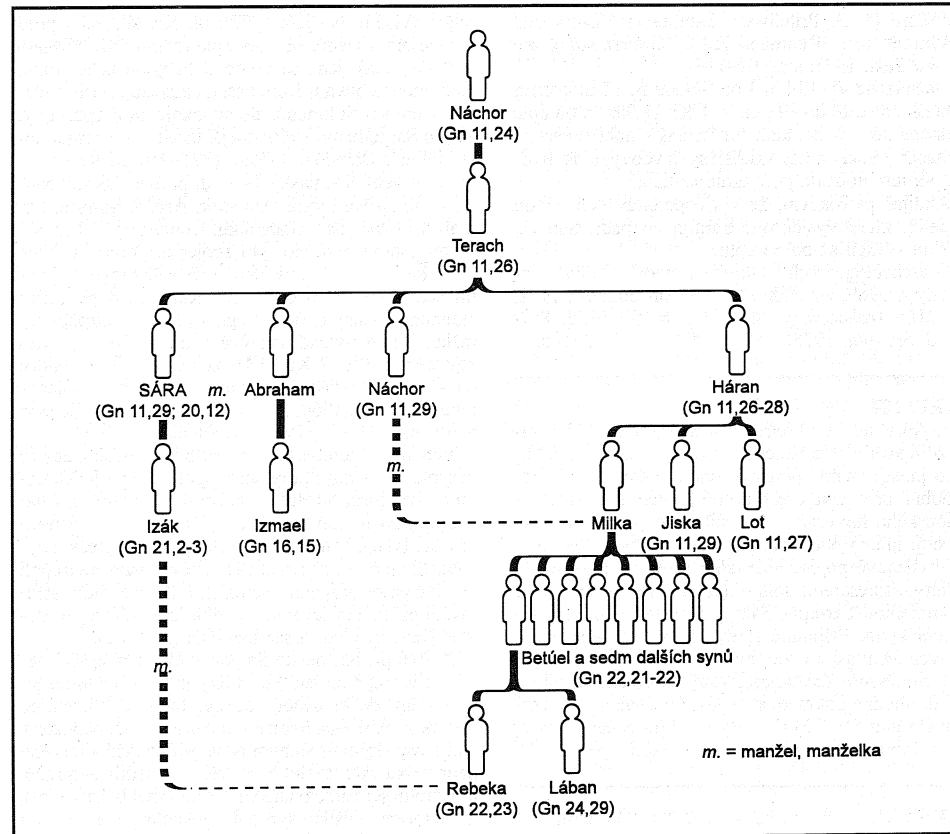 Náchor
(Gn 11,24)
Terach
(Gn 11,26)
SÁRA m. Abraham
(Gn 11,29; 20,12)
Náchor
(Gn 11,29)
Háran
(Gn 11,26-28)
m.
Izák
(Gn 21,2-3)
Izmael
(Gn 16,15)
Milka
Jiska
(Gn 11,29)
Lot
(Gn 11,27)
Betúel a sedm dalších synů
(Gn 22,21-22)
m.
m. = manžel, manželka
Rebeka
(Gn 22,23)
Lában
(Gn 24,29)